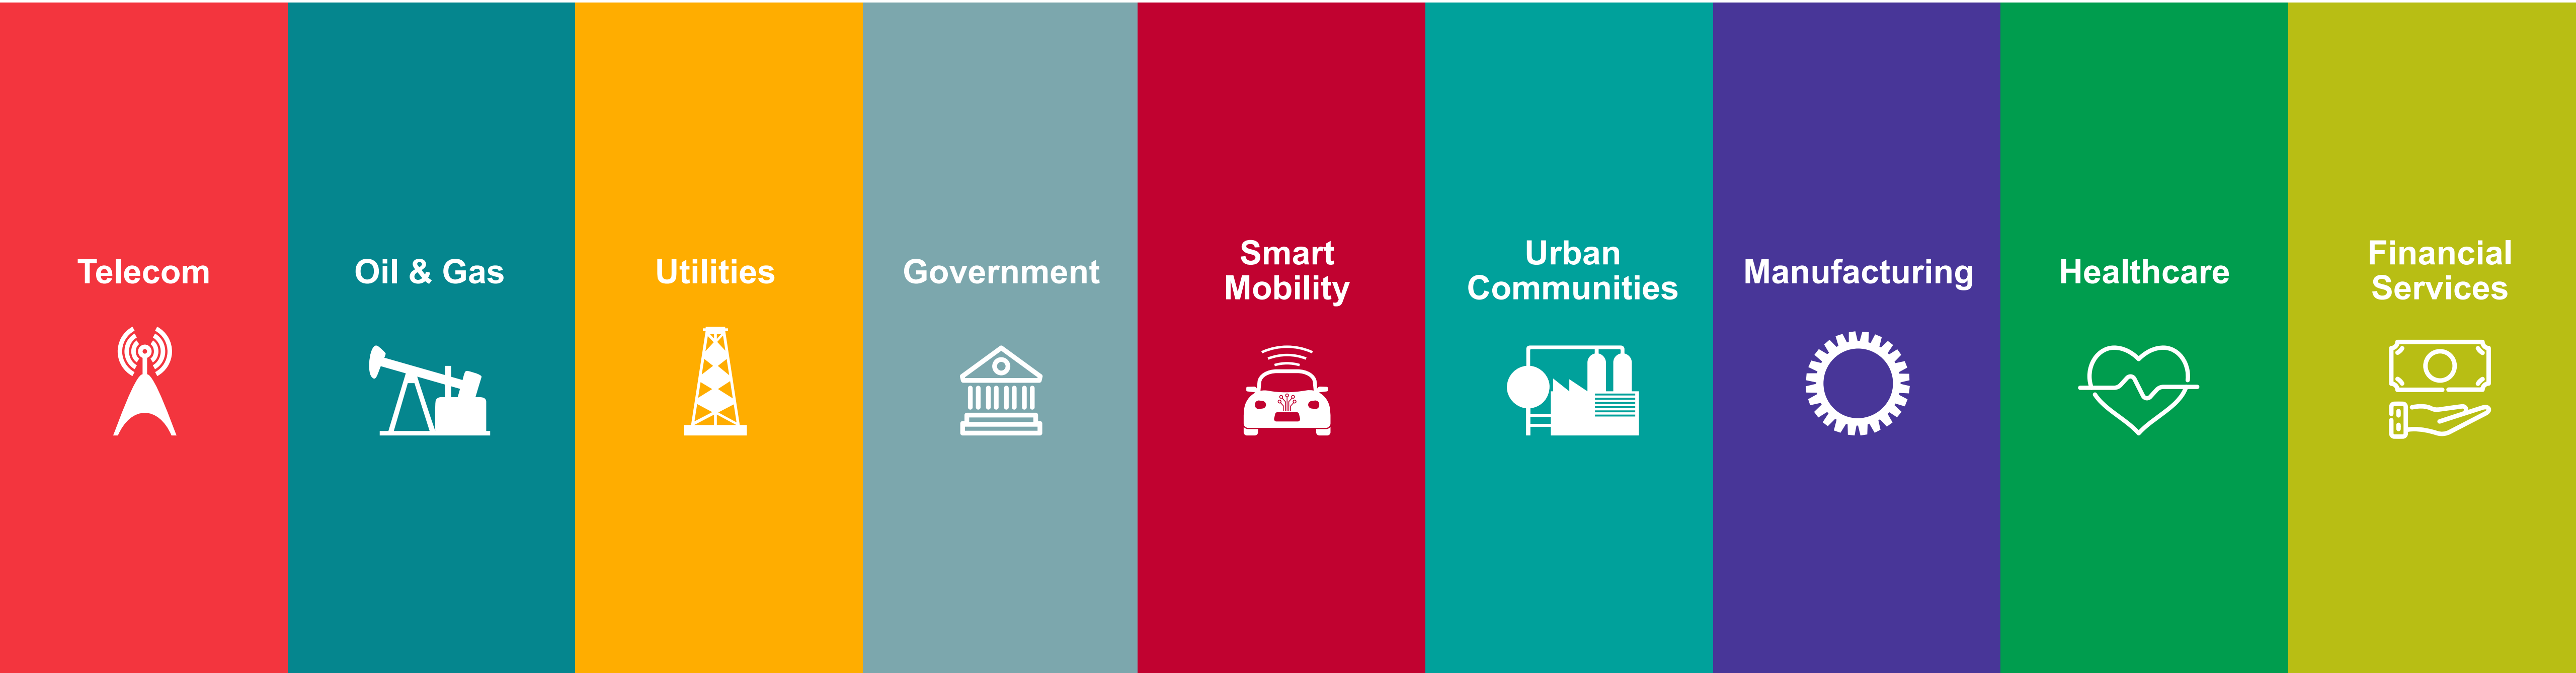 Telecom
Oil & Gas
Utilities
Government
Smart
Mobility
Urban
Communities
Manufacturing
Healthcare
Financial
Services